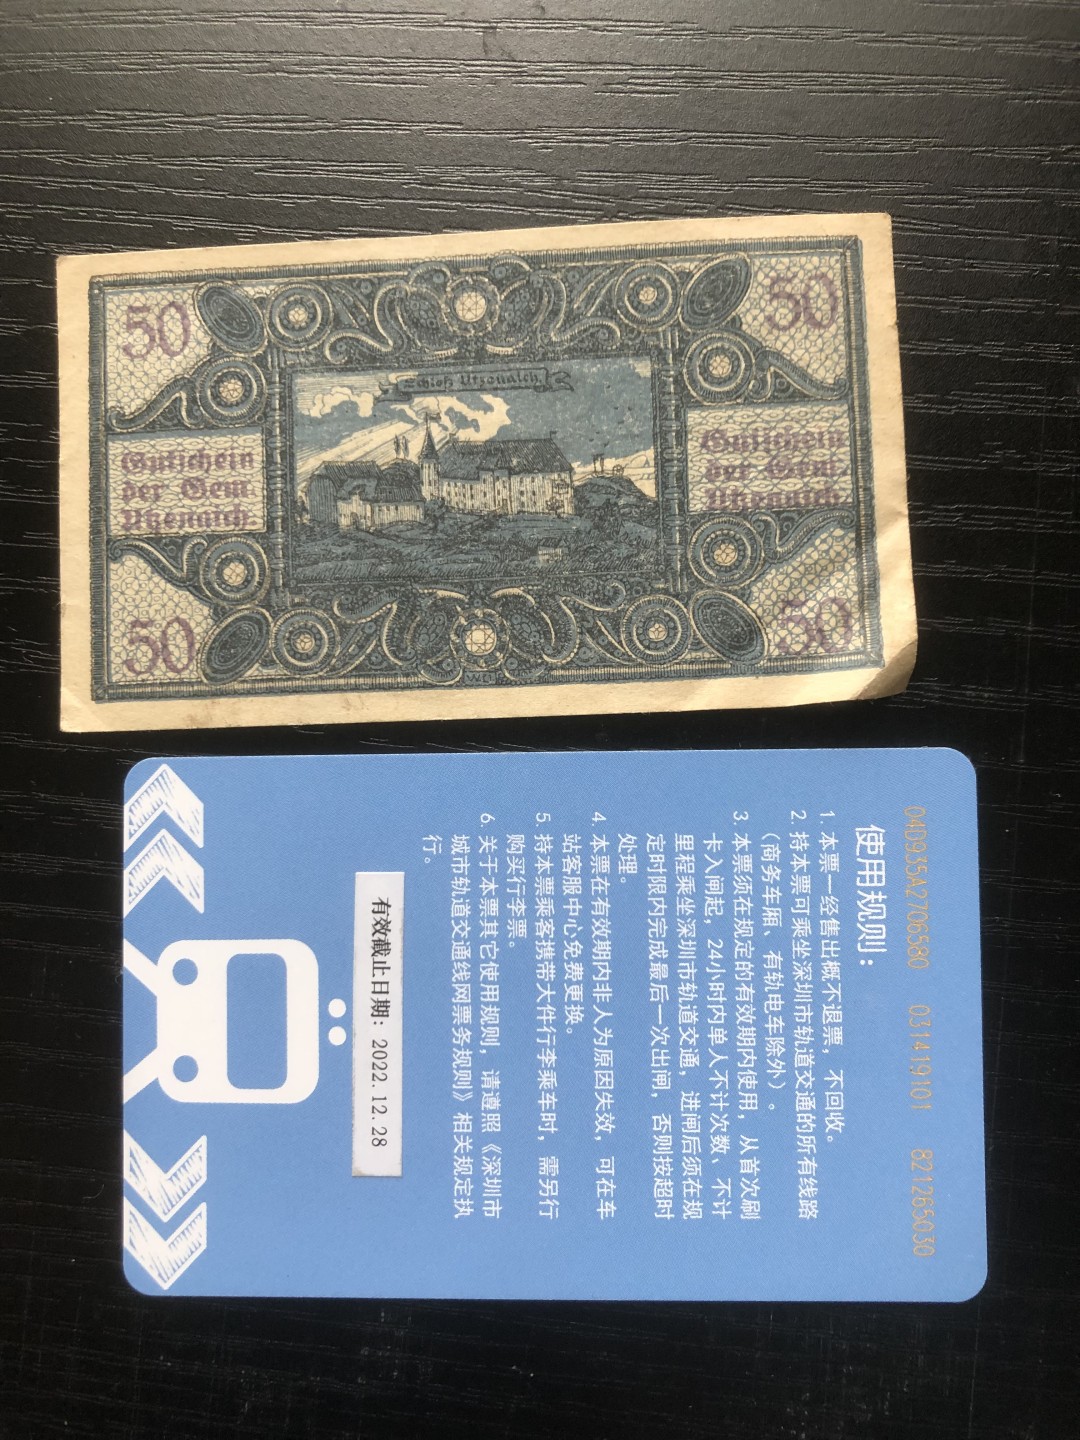 50
50
Schloß Utzenaich
Gutschein
der Gem.
Utzenaich.
Gutschein
der Gem.
Utzenaich.
50
50
04D935A2706580 031419101 821265030
使用规则：
1. 本票一经售出概不退票，不回收。
2. 持本票可乘坐深圳市轨道交通的所有线路
（商务车厢、有轨电车除外）。
3. 本票须在规定的有效期内使用，从首次刷
卡入闸起，24小时内单人不计次数、不计
里程乘坐深圳市轨道交通，进闸后须在规
定时限内完成最后一次出闸，否则按超时
处理。
4. 本票在有效期内非人为原因失效，可在车
站客服中心免费更换。
5. 持本票乘客携带大件行李乘车时，需另行
购买行李票。
6. 关于本票其它使用规则，请遵照《深圳市
城市轨道交通线网票务规则》相关规定执
行。
有效截止日期：2022.12.28